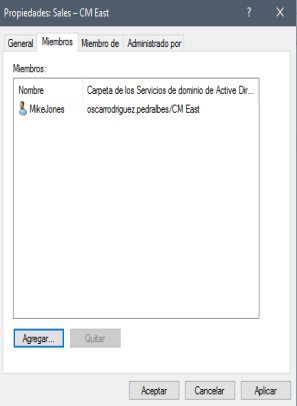 Propiedades: Sales – CM East ? X
General Miembros Miembro de Administrado por
Miembros:
Nombre Carpeta de los Servicios de dominio de Active Dir...
MikeJones oscarrodriguez.pedralbes/CM East
Agregar... Quitar
Aceptar Cancelar Aplicar